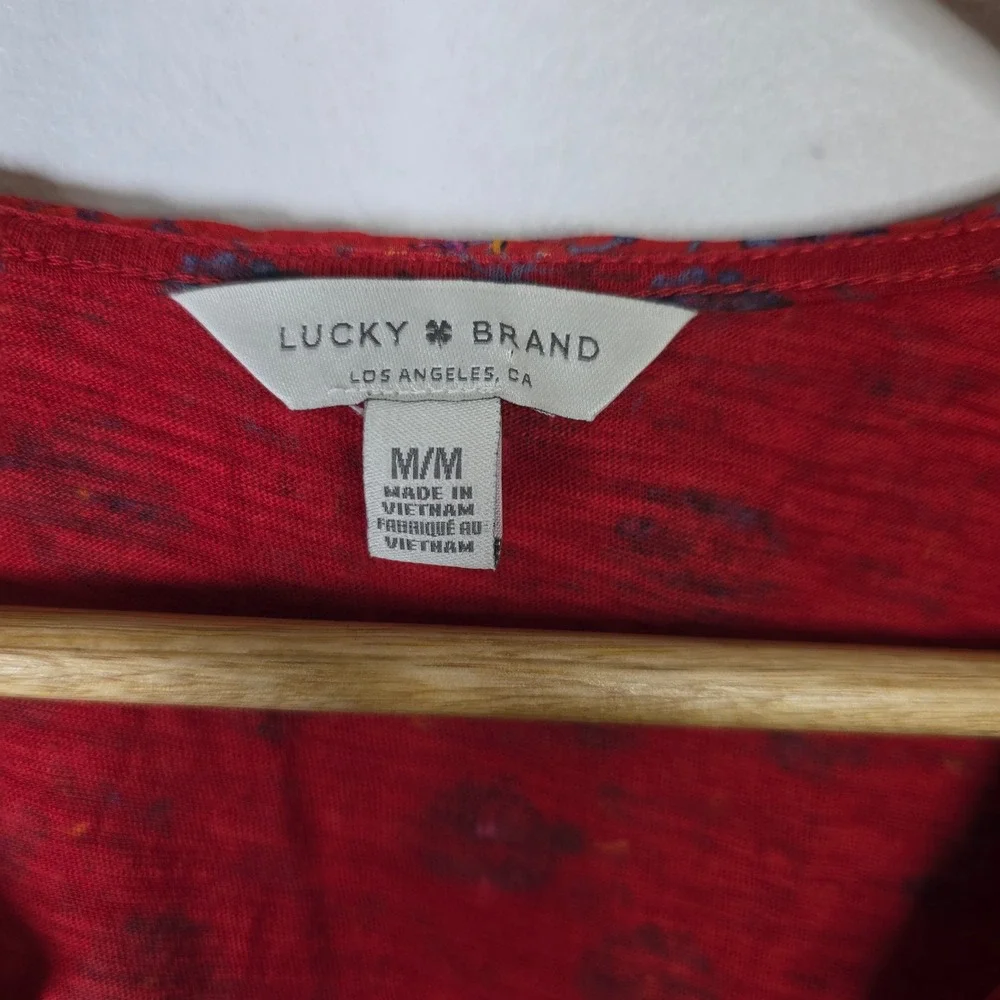 LUCKY BRAND
LOS ANGELES, CA
M/M
MADE IN
VIETNAM
FABRIQUÉ AU
VIETNAM